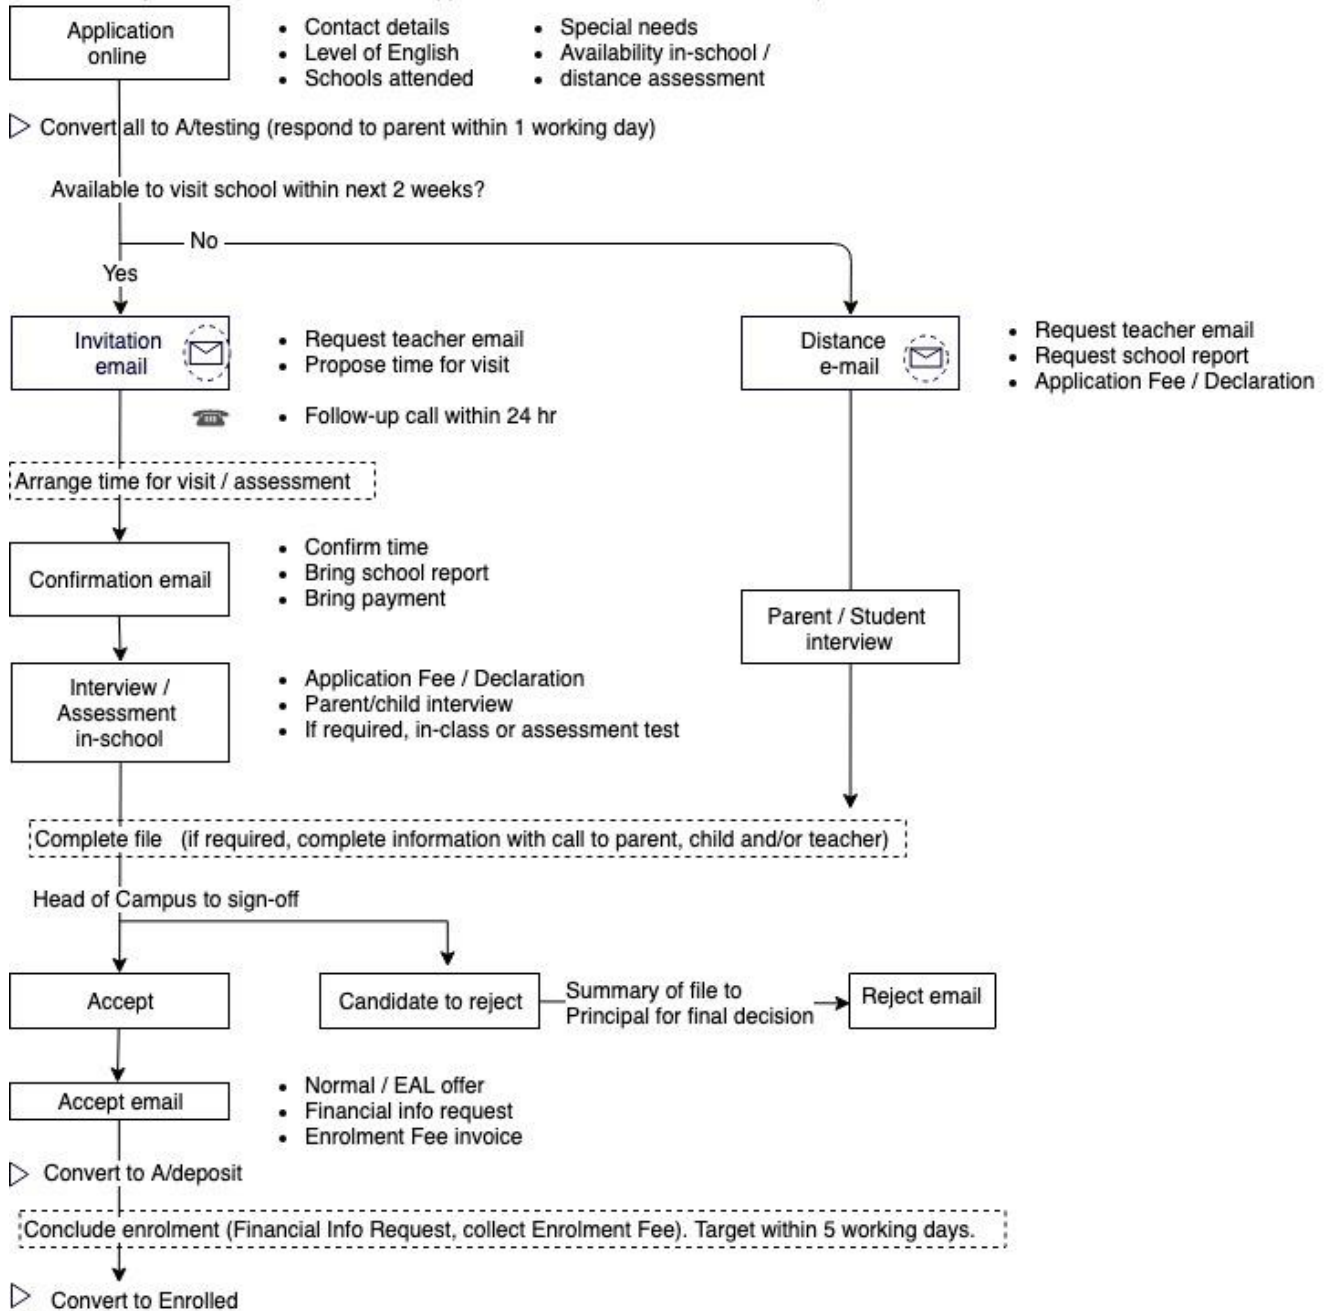 Application
online
• Contact details
• Level of English
• Schools attended
• Special needs
• Availability in-school /
• distance assessment
Convert all to A/testing (respond to parent within 1 working day)
Available to visit school within next 2 weeks?
No
Yes
Invitation
email
• Request teacher email
• Propose time for visit
Distance
e-mail
• Request teacher email
• Request school report
• Application Fee / Declaration
• Follow-up call within 24 hr
Arrange time for visit / assessment
Confirmation email
• Confirm time
• Bring school report
• Bring payment
Parent / Student
interview
Interview /
Assessment
in-school
• Application Fee / Declaration
• Parent/child interview
• If required, in-class or assessment test
Complete file (if required, complete information with call to parent, child and/or teacher)
Head of Campus to sign-off
Accept
Candidate to reject
Summary of file to
Principal for final decision
Reject email
Accept email
• Normal / EAL offer
• Financial info request
• Enrolment Fee invoice
Convert to A/deposit
Conclude enrolment (Financial Info Request, collect Enrolment Fee). Target within 5 working days.
Convert to Enrolled